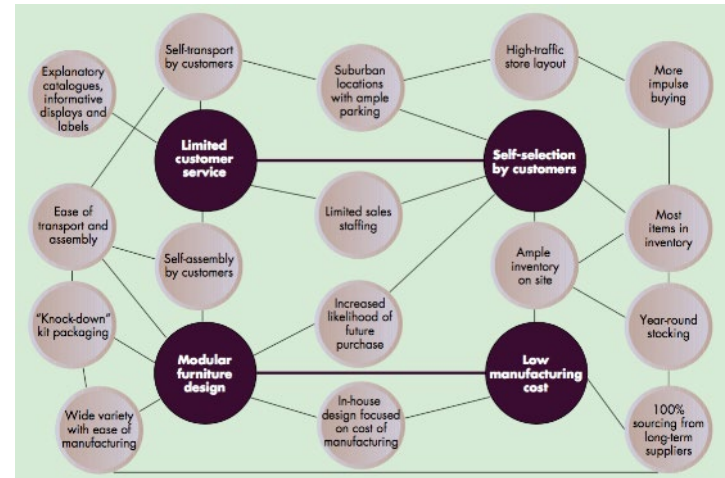 Self-transport
by customers
High-traffic
store layout
Explanatory
catalogues,
informative
displays and
labels
Suburban
locations
with ample
parking
More
impulse
buying
Limited
customer
service
Self-selection
by customers
Ease of
transport and
assembly
Limited sales
staffing
Most
items in
inventory
Self-assembly
by customers
Ample
inventory
on site
"Knock-down"
kit packaging
Increased
likelihood of
future
purchase
Year-round
stocking
Modular
furniture
design
Low
manufacturing
cost
Wide variety
with ease of
manufacturing
In-house
design focused
on cost of
manufacturing
100%
sourcing from
long-term
suppliers